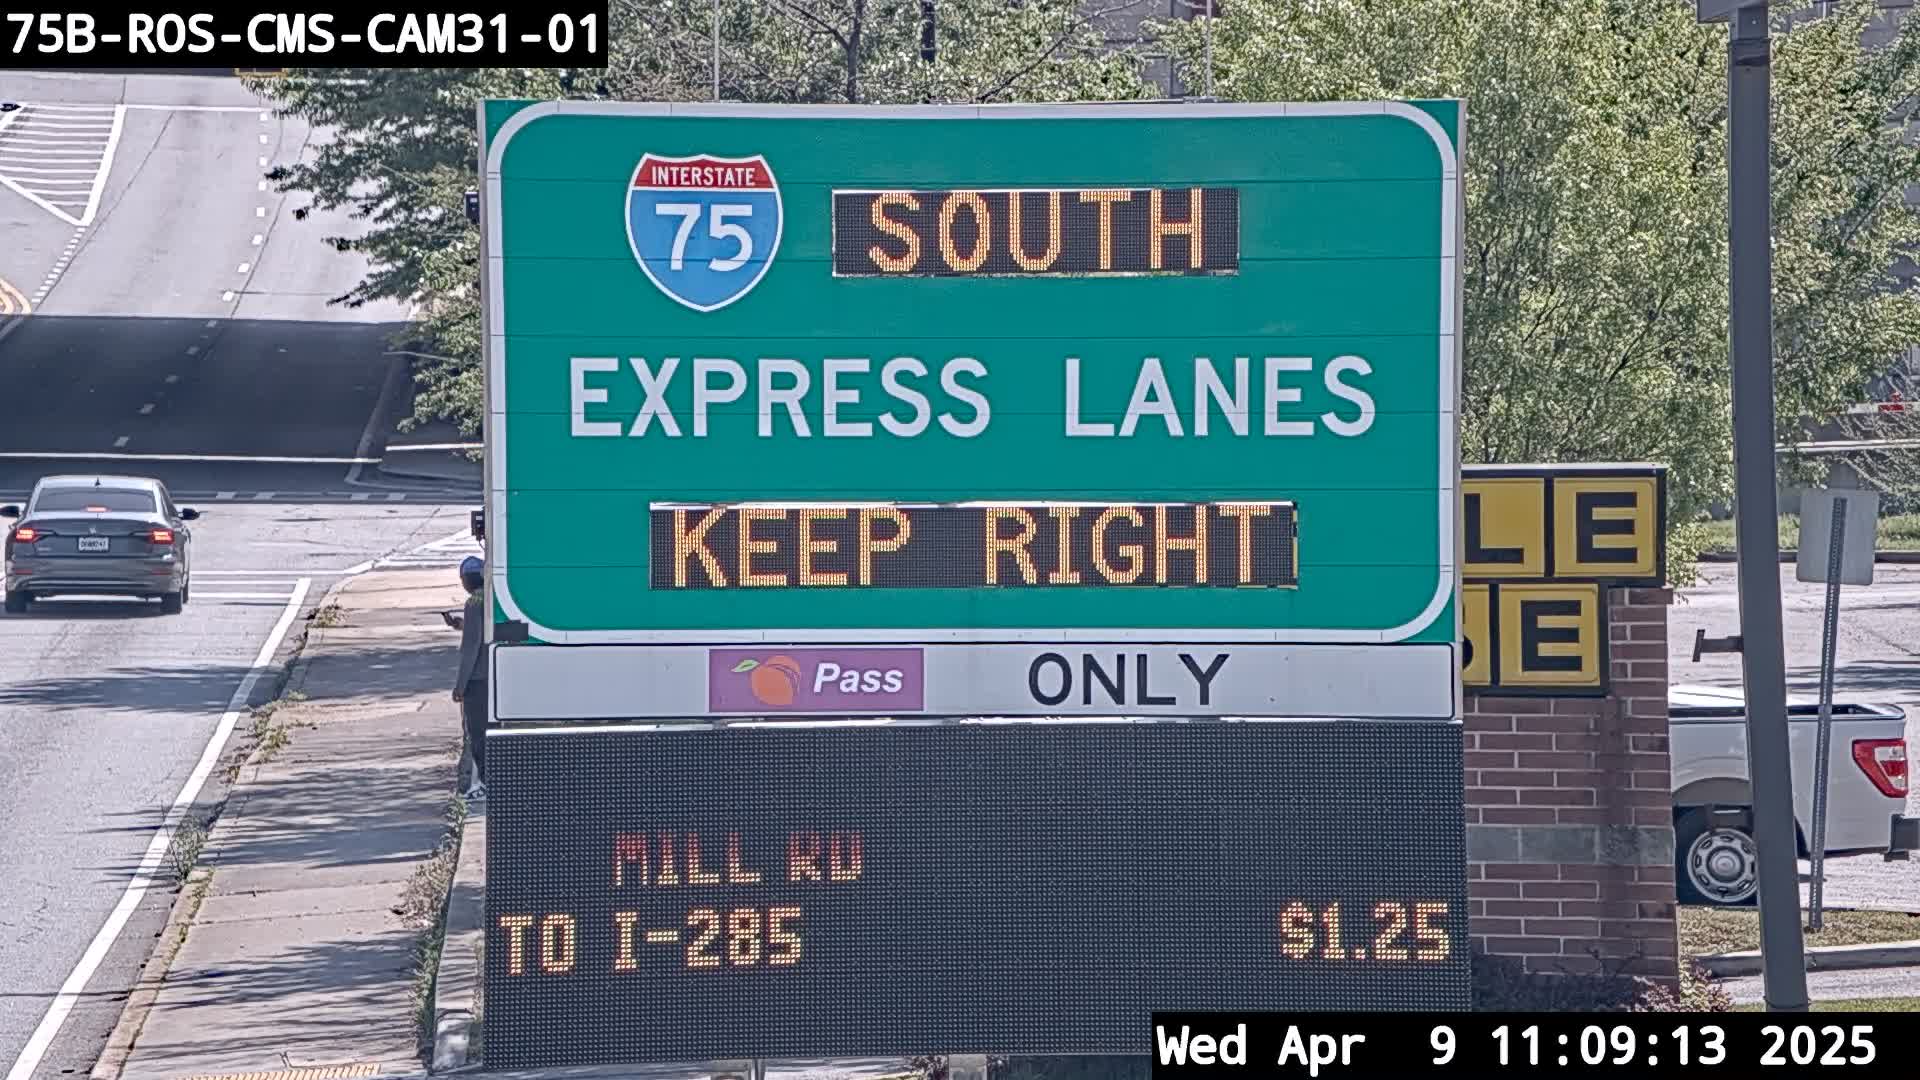 75B-ROS-CMS-CAM31-01
INTERSTATE
75
SOUTH
EXPRESS LANES
KEEP RIGHT
LE
E
Pass ONLY
MILL RD
TO I-285 $1.25
Wed Apr 9 11:09:13 2025